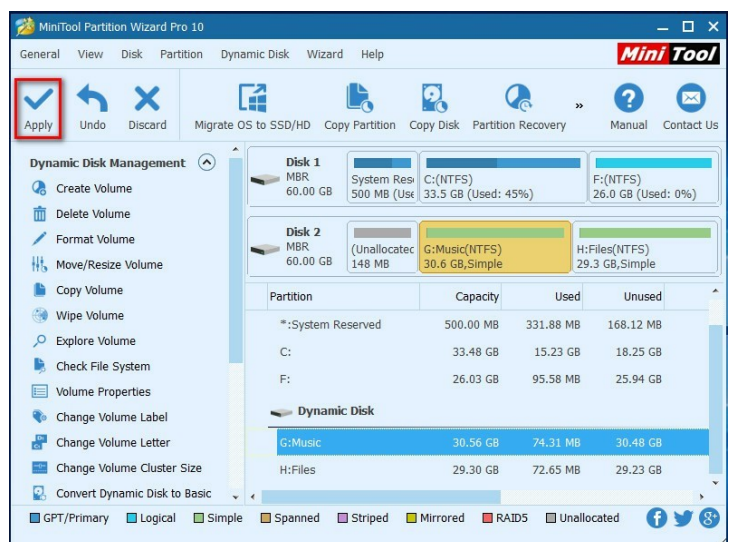 MiniTool Partition Wizard Pro 10
General View Disk Partition Dynamic Disk Wizard Help
Mini Tool
Apply Undo Discard Migrate OS to SSD/HD Copy Partition Copy Disk Partition Recovery » Manual Contact Us
Dynamic Disk Management
Create Volume
Delete Volume
Format Volume
Move/Resize Volume
Copy Volume
Wipe Volume
Explore Volume
Check File System
Volume Properties
Change Volume Label
Change Volume Letter
Change Volume Cluster Size
Convert Dynamic Disk to Basic
Disk 1
MBR
60.00 GB
System Rese
500 MB (Use
C:(NTFS)
33.5 GB (Used: 45%)
F:(NTFS)
26.0 GB (Used: 0%)
Disk 2
MBR
60.00 GB
(Unallocated
148 MB
G:Music(NTFS)
30.6 GB,Simple
H:Files(NTFS)
29.3 GB,Simple
Partition Capacity Used Unused
*:System Reserved 500.00 MB 331.88 MB 168.12 MB
C: 33.48 GB 15.23 GB 18.25 GB
F: 26.03 GB 95.58 MB 25.94 GB
Dynamic Disk
G:Music 30.56 GB 74.31 MB 30.48 GB
H:Files 29.30 GB 72.65 MB 29.23 GB
GPT/Primary Logical Simple Spanned Striped Mirrored RAID5 Unallocated f 8+